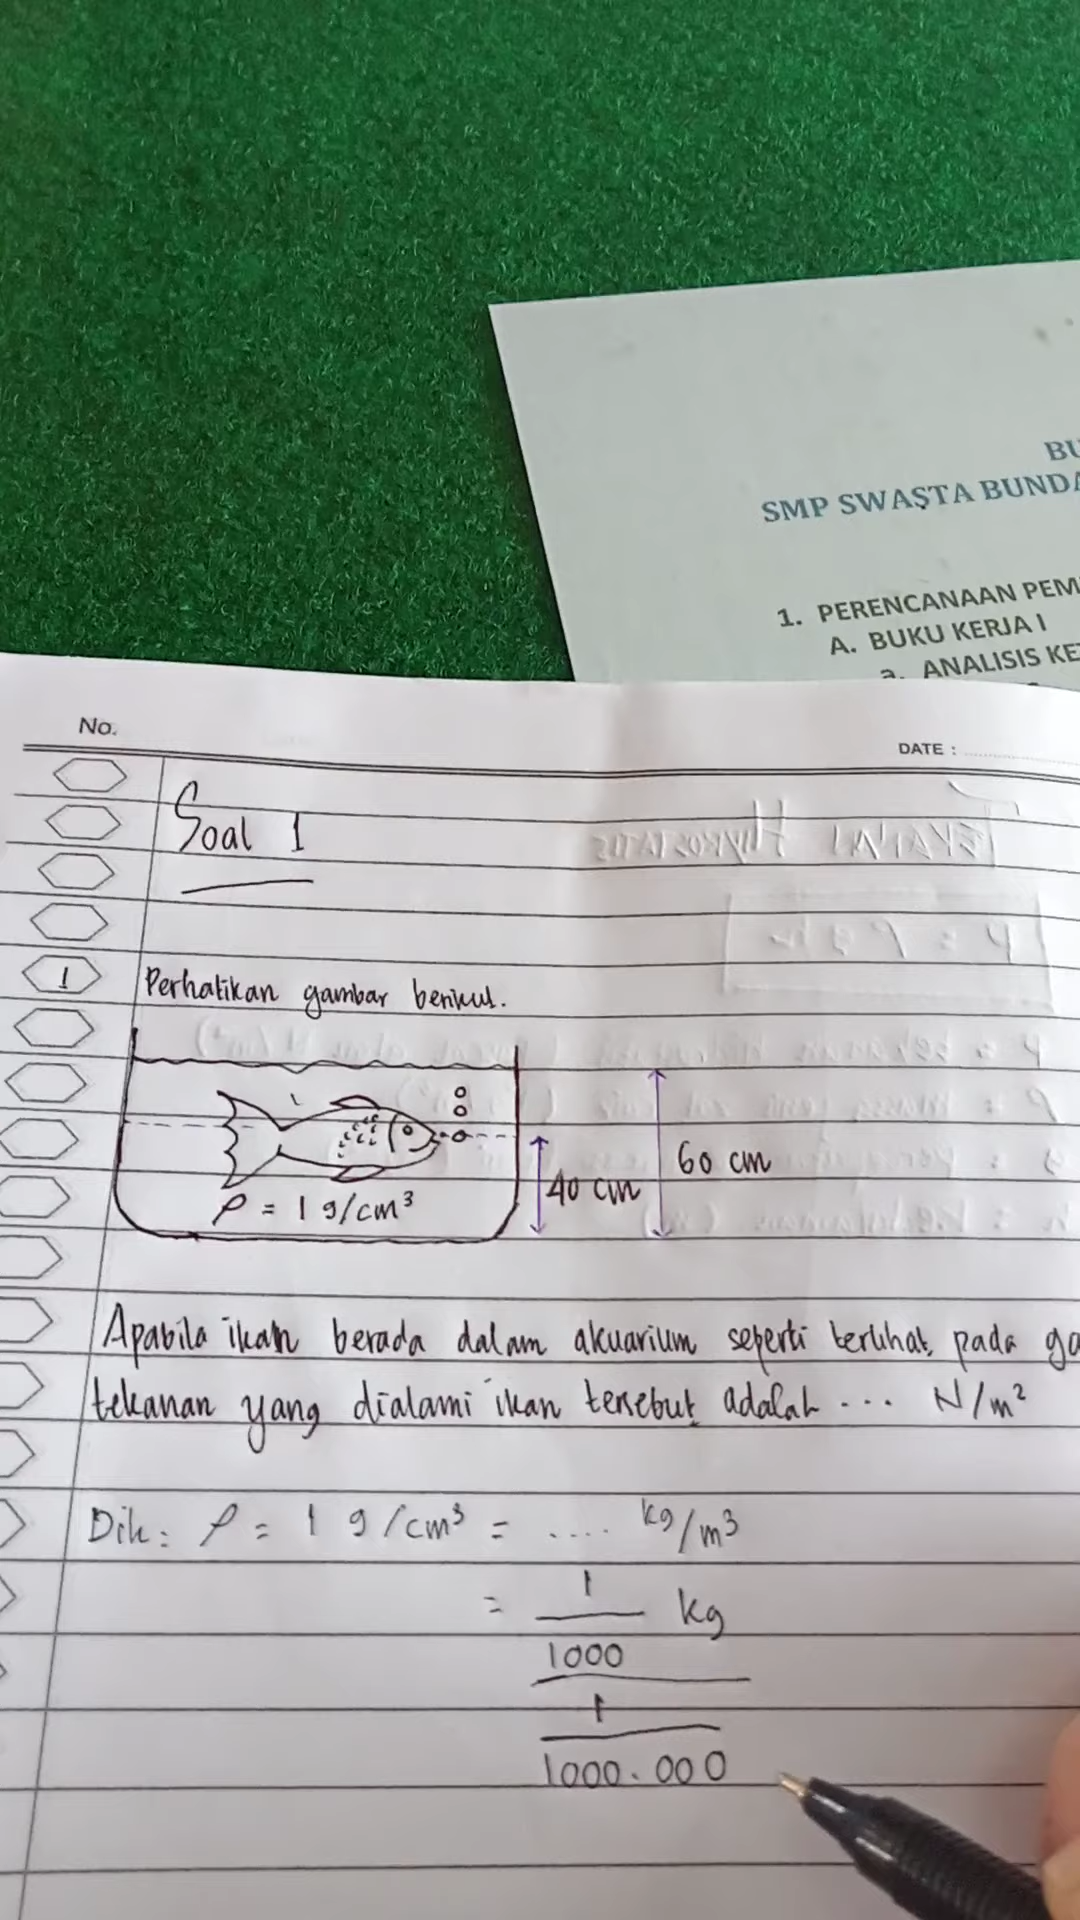 BU
SMP SWASTA BUNDA
1. PERENCANAAN PEM
A. BUKU KERJA I
a. ANALISIS KE
No.
DATE :
Soal 1
1 Perhatikan gambar berikut.
ρ = 1 g/cm³
40 cm
60 cm
Apabila ikan berada dalam akuarium seperti terlihat pada ga
tekanan yang dialami ikan tersebut adalah ... N/m²
Dik: ρ = 1 g/cm³ = .... kg/m³
= 1 kg
1000
1
1000.000